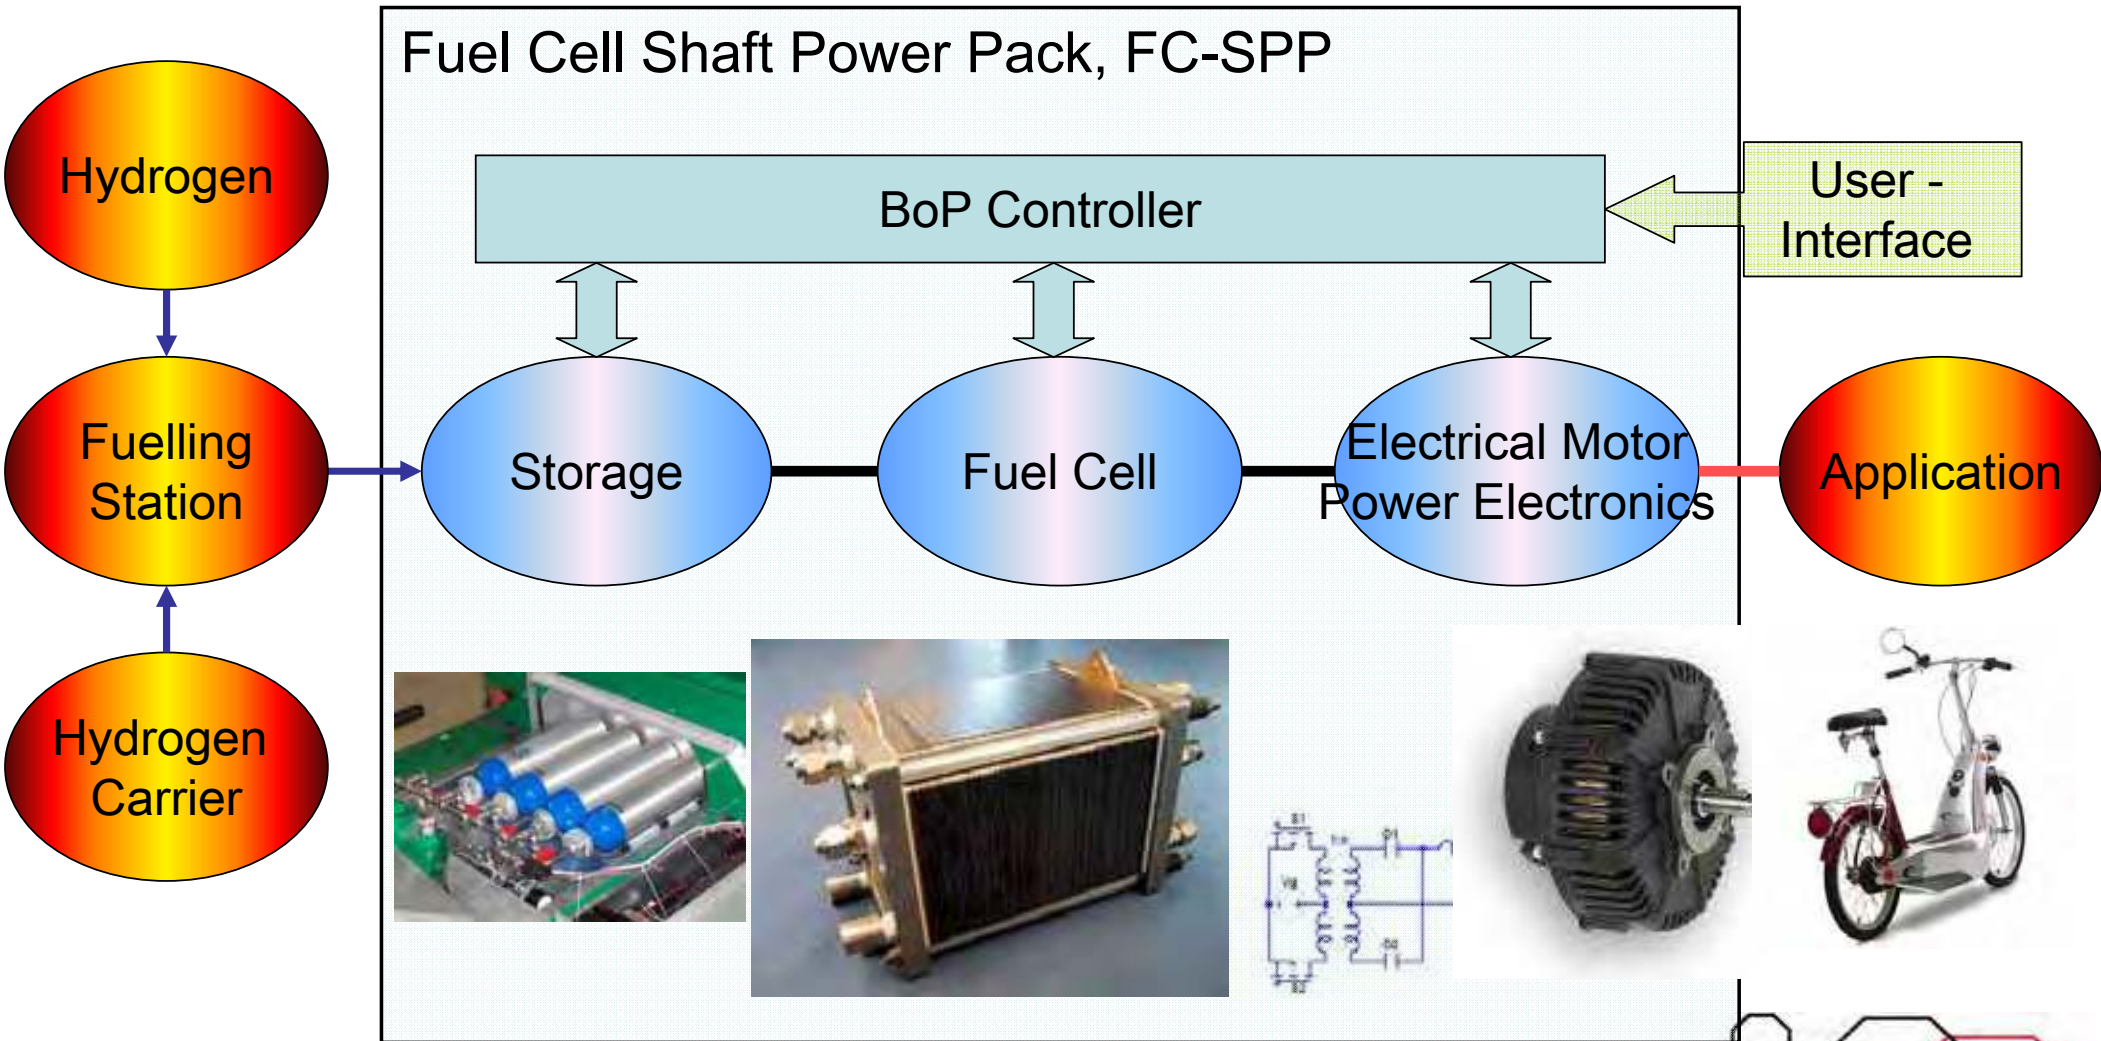 Fuel Cell Shaft Power Pack, FC-SPP
Hydrogen
BoP Controller
User -
Interface
Fuelling
Station
Storage
Fuel Cell
Electrical Motor
Power Electronics
Application
Hydrogen
Carrier